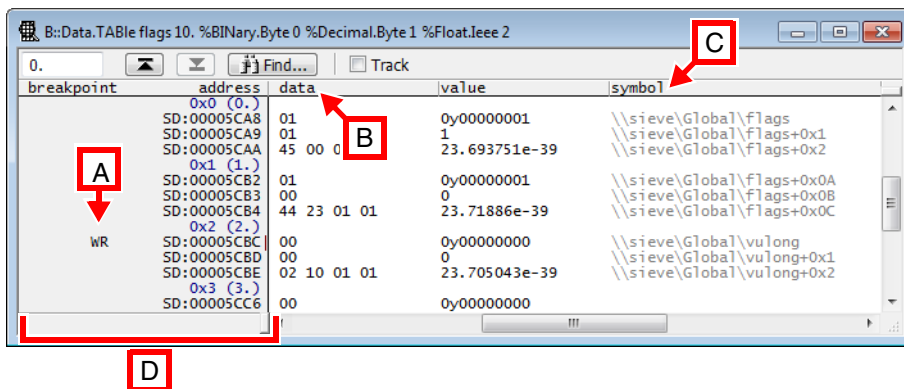 B::Data.TABle flags 10. %BINary.Byte 0 %Decimal.Byte 1 %Float.Ieee 2
C
0. Find... Track
breakpoint address data value symbol
0x0 (0.)
SD:00005CA8 01 0y00000001 \\sieve\Global\flags
B
SD:00005CA9 01 1 \\sieve\Global\flags+0x1
SD:00005CAA 45 00 0 23.693751e-39 \\sieve\Global\flags+0x2
0x1 (1.)
A
SD:00005CB2 01 0y00000001 \\sieve\Global\flags+0x0A
SD:00005CB3 00 0 \\sieve\Global\flags+0x0B
SD:00005CB4 44 23 01 01 23.71886e-39 \\sieve\Global\flags+0x0C
0x2 (2.)
WR SD:00005CBC 00 0y00000000 \\sieve\Global\vulong
SD:00005CBD 00 0 \\sieve\Global\vulong+0x1
SD:00005CBE 02 10 01 01 23.705043e-39 \\sieve\Global\vulong+0x2
0x3 (3.)
SD:00005CC6 00 0y00000000
D